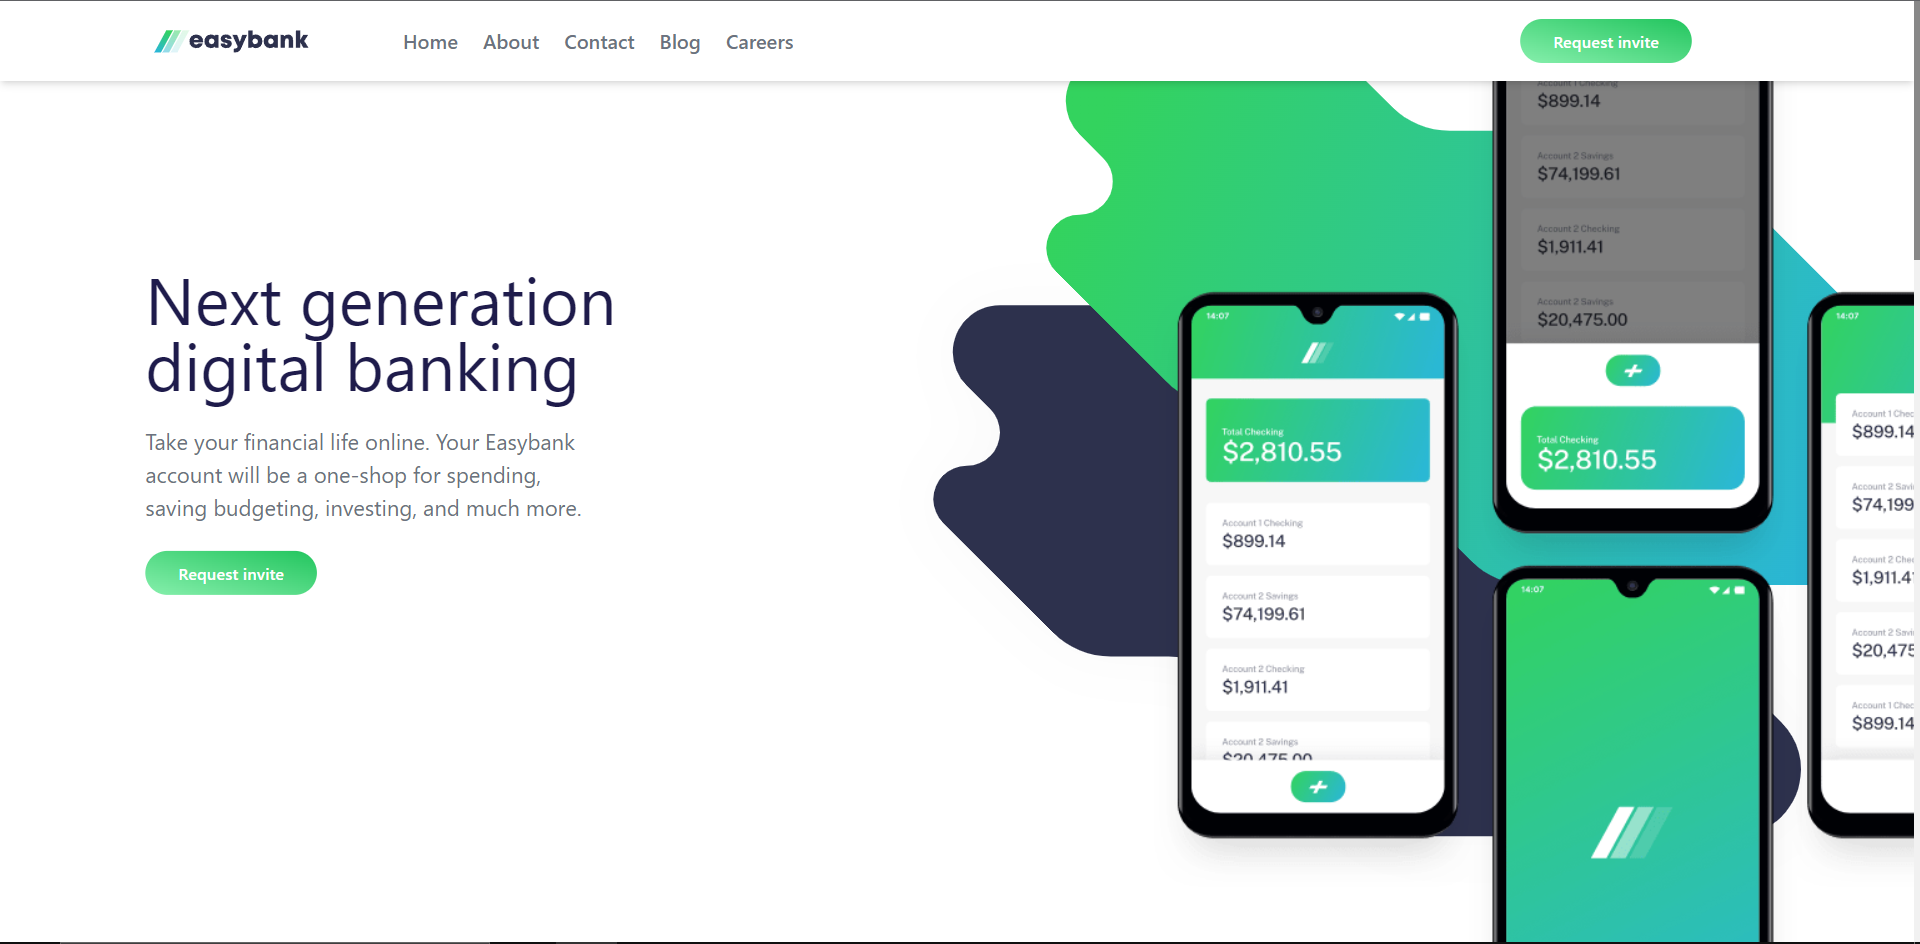 easybank
Home
About
Contact
Blog
Careers
Request invite
Next generation
digital banking
Take your financial life online. Your Easybank
account will be a one-shop for spending,
saving budgeting, investing, and much more.
Request invite
14:07
Total Checking
$2,810.55
Account 1 Checking
$899.14
Account 2 Savings
$74,199.61
Account 2 Checking
$1,911.41
Account 2 Savings
$20,475.00
Account 1 Checking
$899.14
Account 2 Savings
$74,199.61
Account 2 Checking
$1,911.41
Account 2 Savings
$20,475.00
Total Checking
$2,810.55
14:07
14:07
Account 1 Chec
$899.14
Account 2 Savi
$74,199
Account 2 Chec
$1,911.4
Account 2 Savi
$20,475
Account 1 Chec
$899.14